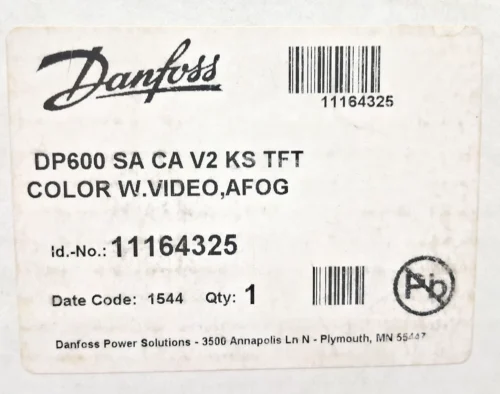 Danfoss
11164325
DP600 SA CA V2 KS TFT
COLOR W.VIDEO,AFOG
Id.-No.: 11164325
Date Code: 1544 Qty: 1
Pb
Danfoss Power Solutions - 3500 Annapolis Ln N - Plymouth, MN 55447